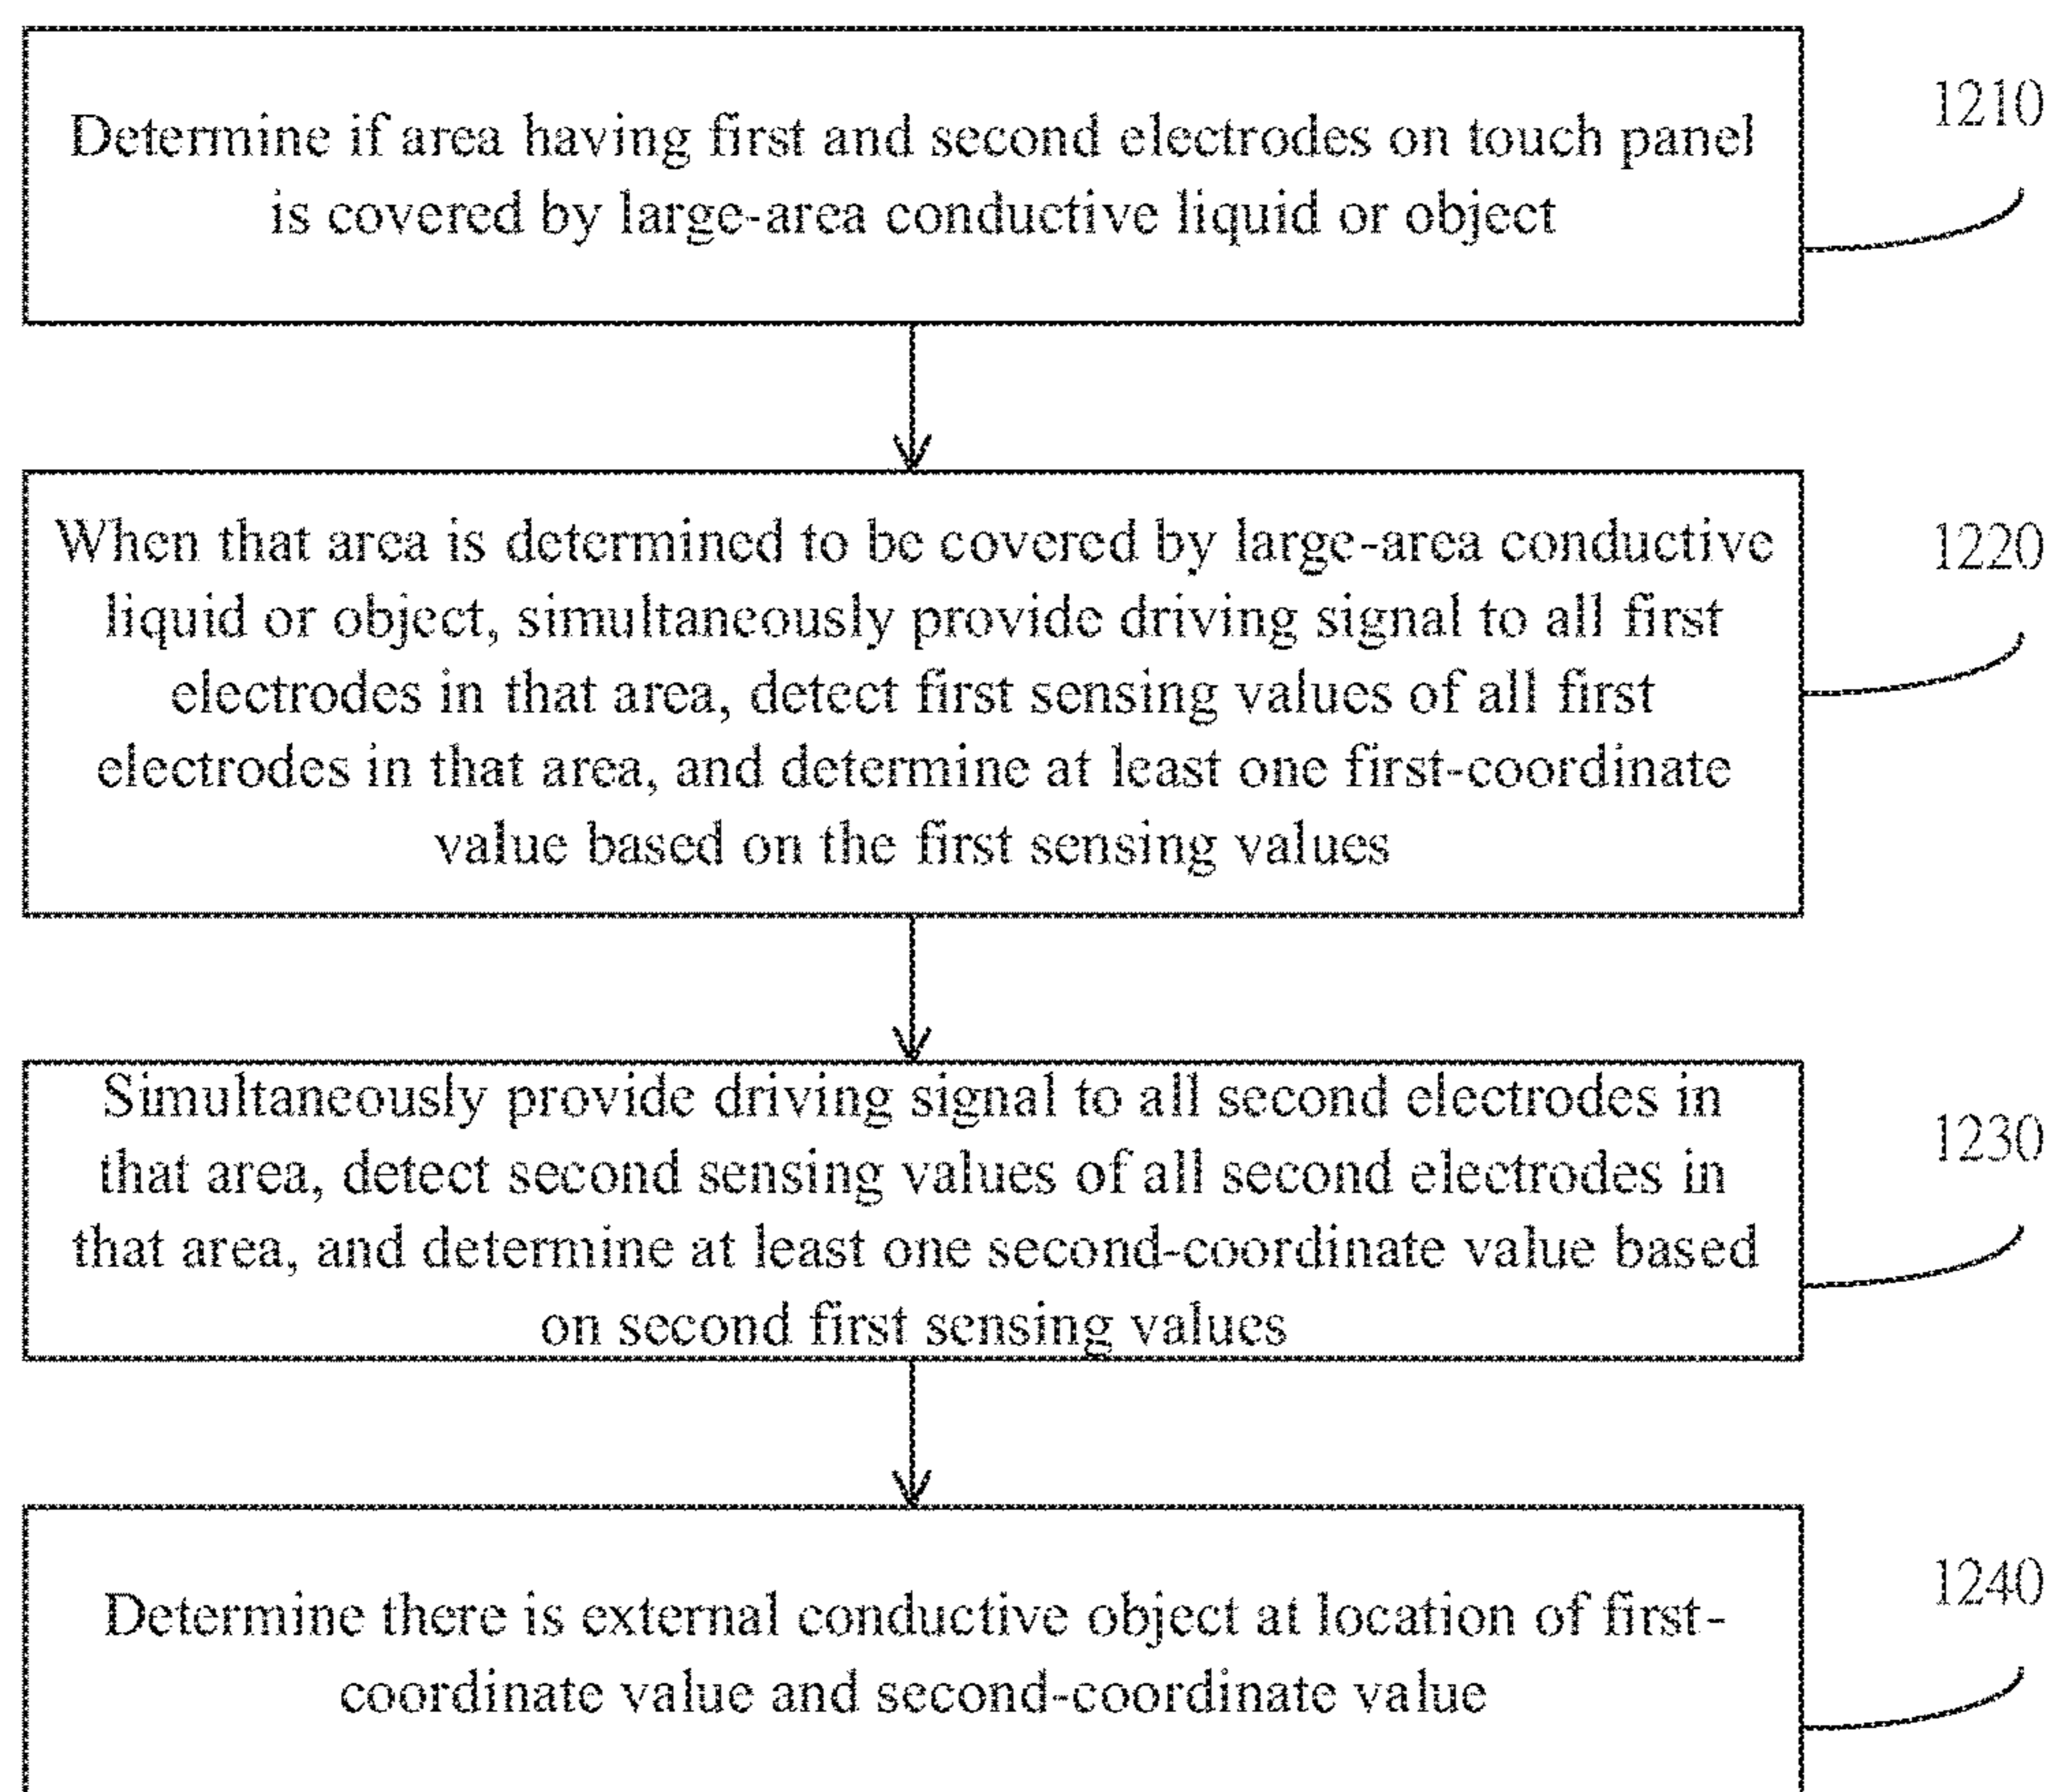 Determine if area having first and second electrodes on touch panel
is covered by large-area conductive liquid or object
1210
When that area is determined to be covered by large-area conductive
liquid or object, simultaneously provide driving signal to all first
electrodes in that area, detect first sensing values of all first
electrodes in that area, and determine at least one first-coordinate
value based on the first sensing values
1220
Simultaneously provide driving signal to all second electrodes in
that area, detect second sensing values of all second electrodes in
that area, and determine at least one second-coordinate value based
on second first sensing values
1230
Determine there is external conductive object at location of first-
coordinate value and second-coordinate value
1240